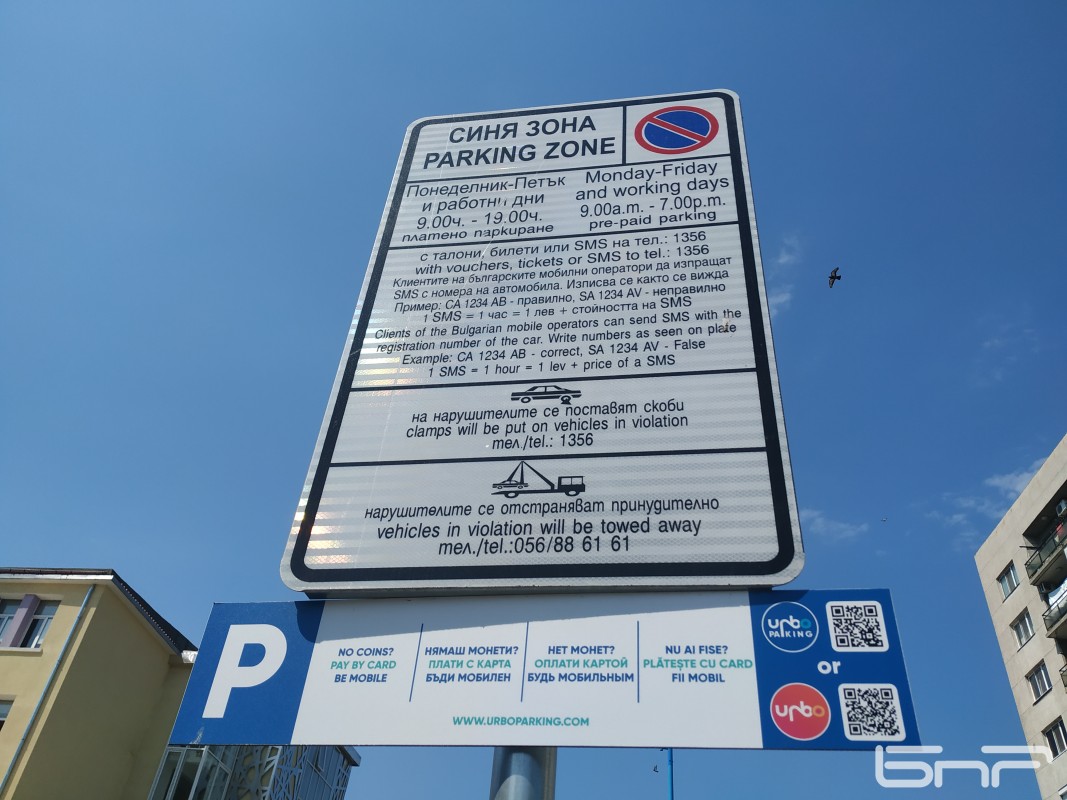 СИНЯ ЗОНА
PARKING ZONE
Понеделник-Петък
и работни дни
9.00ч. - 19.00ч.
платено паркиране
Monday-Friday
and working days
9.00a.m. - 7.00p.m.
pre-paid parking
с талони, билети или SMS на тел.: 1356
with vouchers, tickets or SMS to tel.: 1356
Клиентите на българските мобилни оператори да изпращат
SMS с номера на автомобила. Изписва се както се вижда
Пример: CA 1234 AB - правилно, SA 1234 AV - неправилно
1 SMS = 1 час = 1 лев + стойността на SMS
Clients of the Bulgarian mobile operators can send SMS with the
registration number of the car. Write numbers as seen on plate
Example: CA 1234 AB - correct, SA 1234 AV - False
1 SMS = 1 hour = 1 lev + price of a SMS
на нарушителите се поставят скоби
clamps will be put on vehicles in violation
тел./tel.: 1356
нарушителите се отстраняват принудително
vehicles in violation will be towed away
тел./tel.:056/88 61 61
P
NO COINS?
PAY BY CARD
BE MOBILE
НЯМАШ МОНЕТИ?
ПЛАТИ С КАРТА
БЪДИ МОБИЛЕН
НЕТ МОНЕТ?
ОПЛАТИ КАРТОЙ
БУДЬ МОБИЛЬНЫМ
NU AI FISE?
PLĂTEȘTE CU CARD
FII MOBIL
WWW.URBOPARKING.COM
urbo
PARKING
or
urbo
бнр